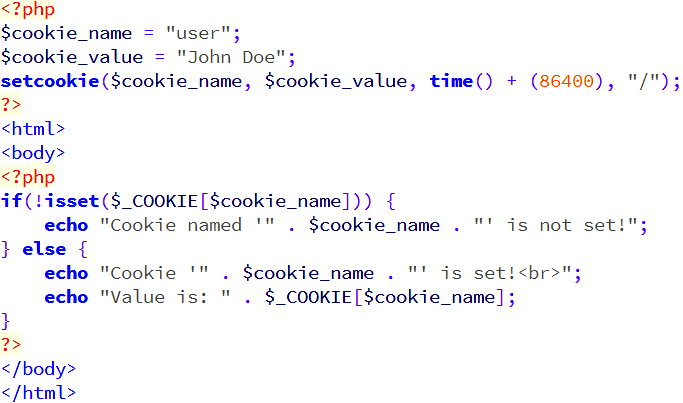 <?php
$cookie_name = "user";
$cookie_value = "John Doe";
setcookie($cookie_name, $cookie_value, time() + (86400), "/");
?>
<html>
<body>
<?php
if(!isset($_COOKIE[$cookie_name])) {
    echo "Cookie named '" . $cookie_name . "' is not set!";
} else {
    echo "Cookie '" . $cookie_name . "' is set!<br>";
    echo "Value is: " . $_COOKIE[$cookie_name];
}
?>
</body>
</html>